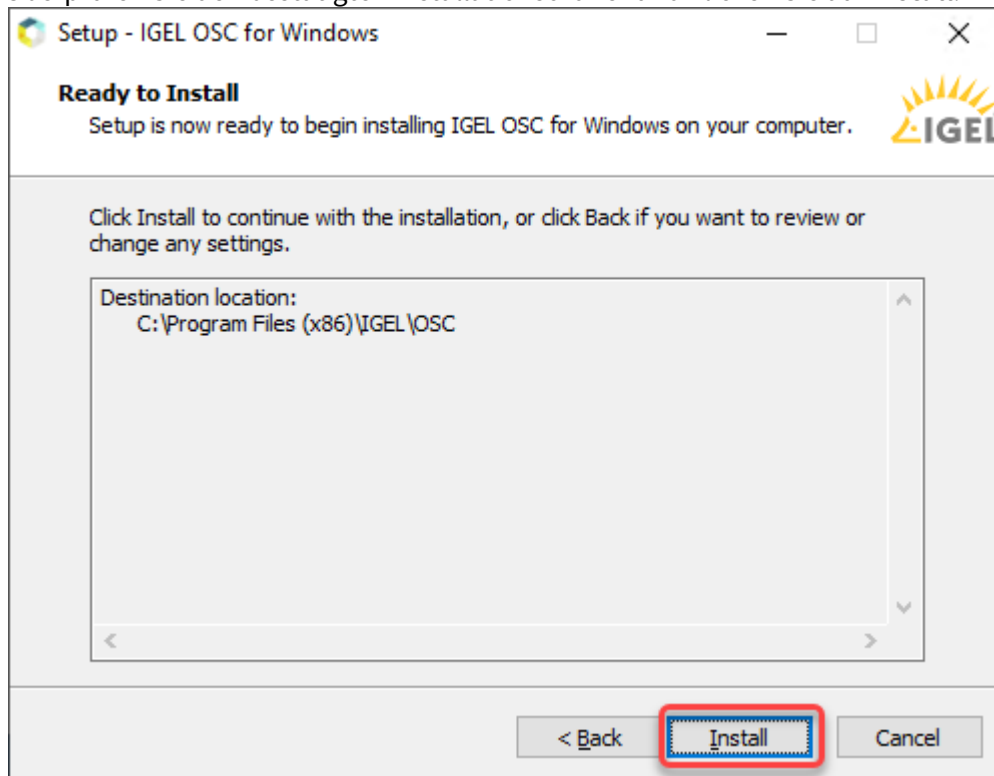 Setup - IGEL OSC for Windows
Ready to Install
Setup is now ready to begin installing IGEL OSC for Windows on your computer.
IGEL
Click Install to continue with the installation, or click Back if you want to review or
change any settings.
Destination location:
C:\Program Files (x86)\IGEL\OSC
< Back
Install
Cancel